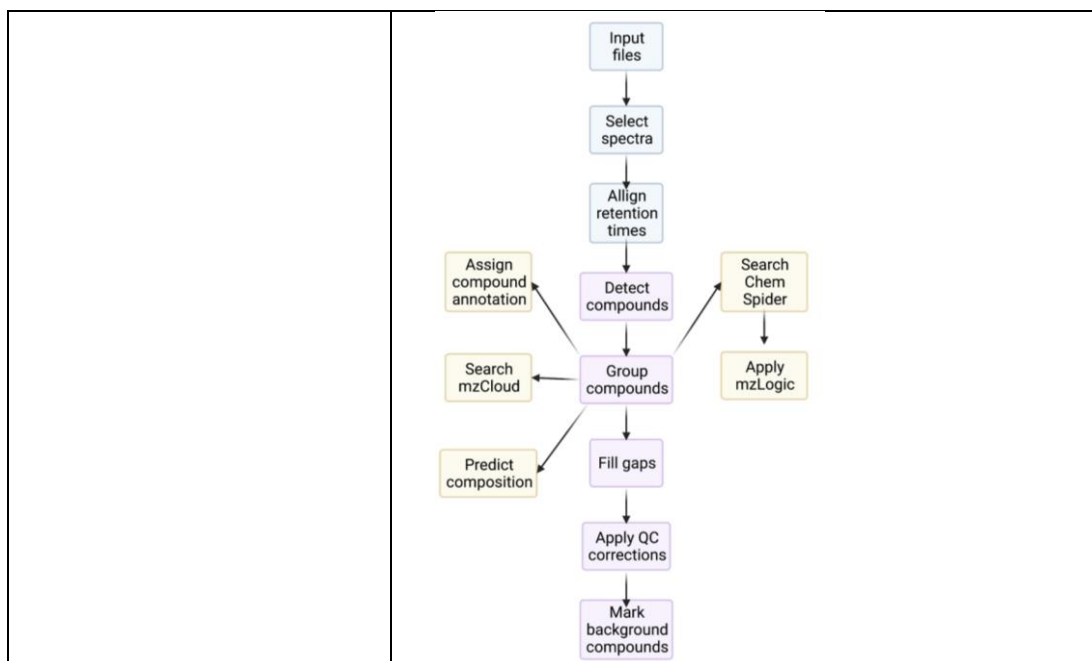 Input
files
Select
spectra
Allign
retention
times
Assign
compound
annotation
Detect
compounds
Search
Chem
Spider
Search
mzCloud
Group
compounds
Apply
mzLogic
Predict
composition
Fill gaps
Apply QC
corrections
Mark
background
compounds